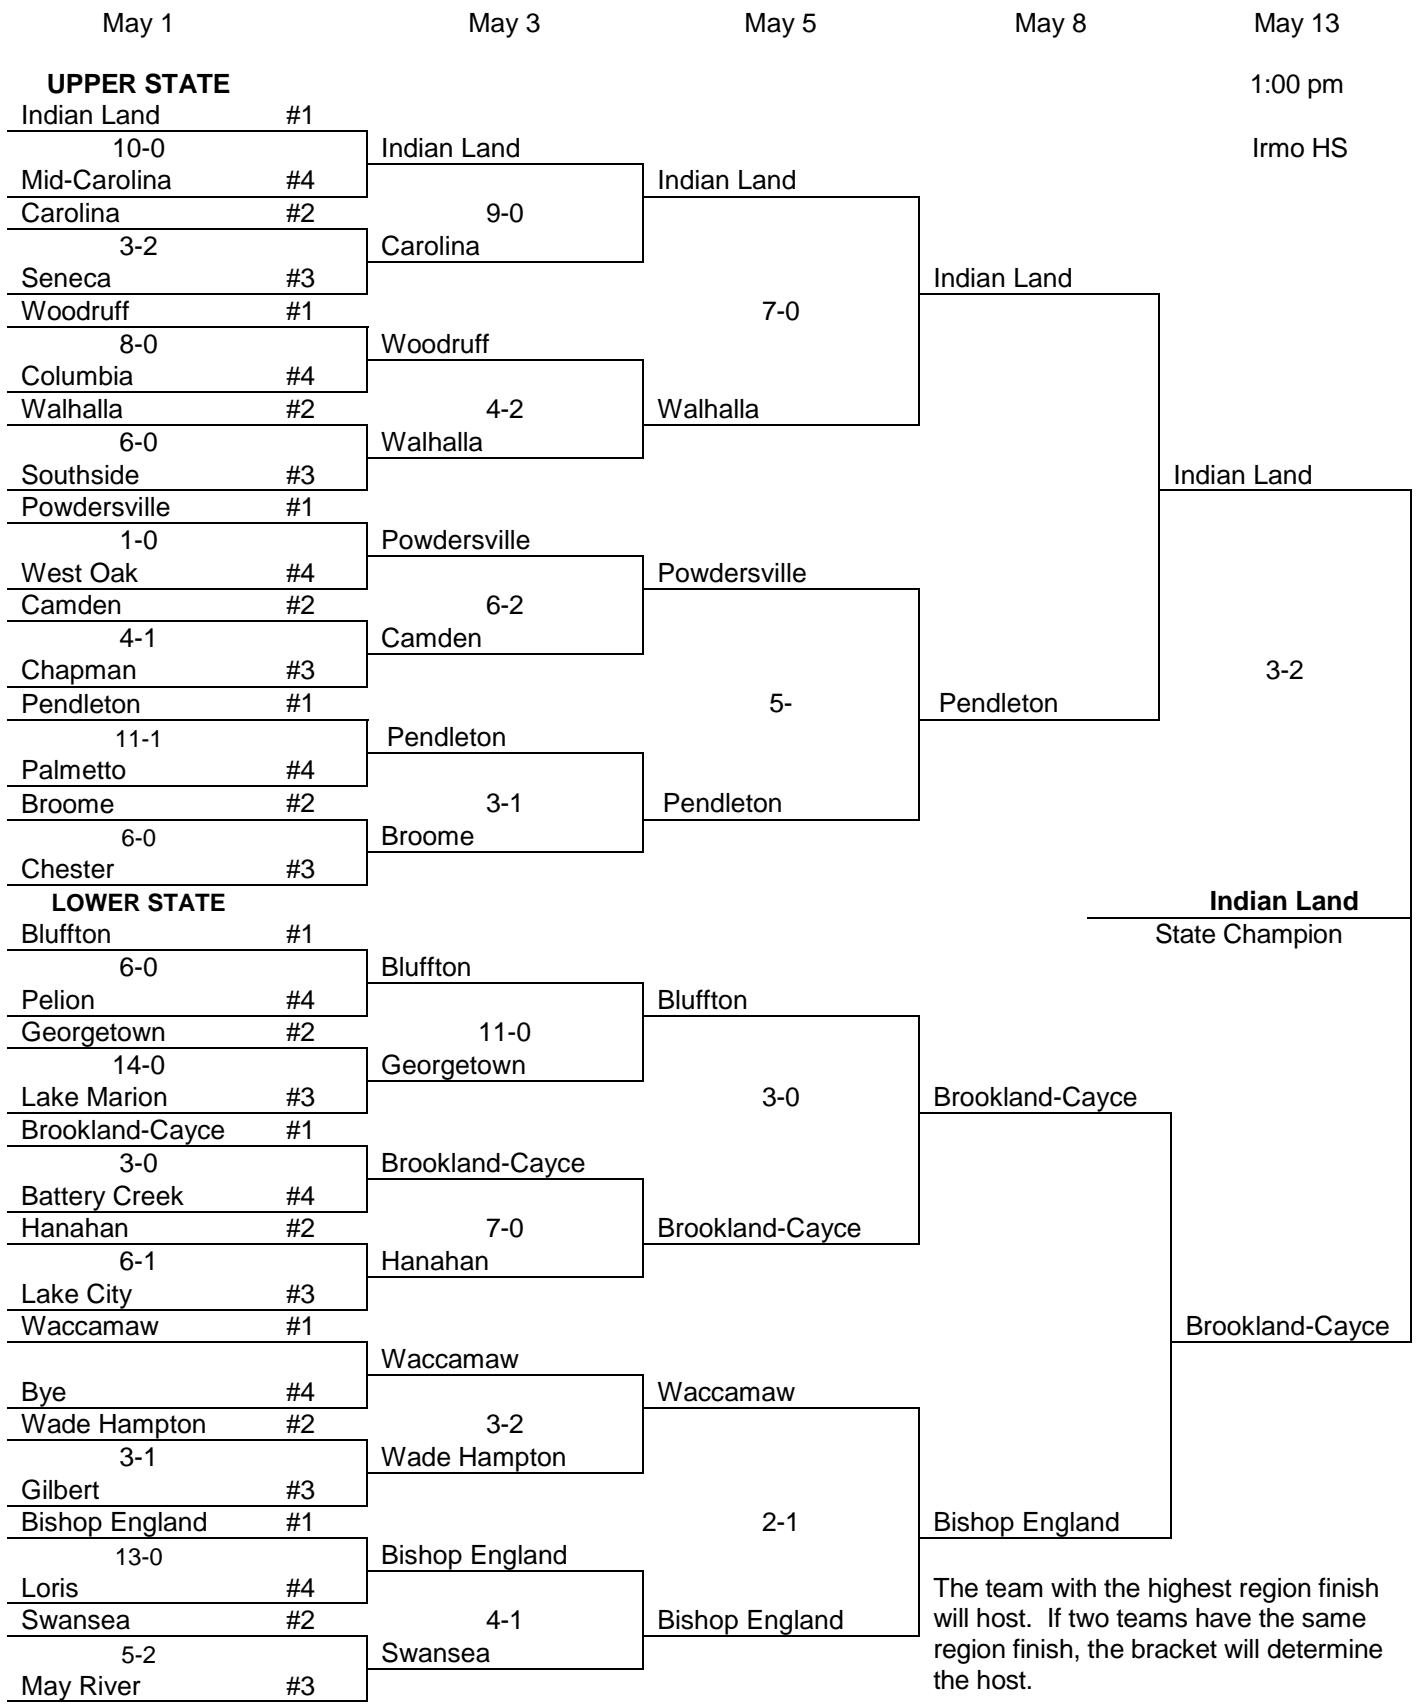 May 1 May 3 May 5 May 8 May 13
UPPER STATE 1:00 pm
Indian Land #1
10-0 Indian Land Irmo HS
Mid-Carolina #4 Indian Land
Carolina #2 9-0
3-2 Carolina
Seneca #3 Indian Land
Woodruff #1 7-0
8-0 Woodruff
Columbia #4
Walhalla #2 4-2 Walhalla
6-0 Walhalla
Southside #3 Indian Land
Powdersville #1
1-0 Powdersville
West Oak #4 Powdersville
Camden #2 6-2
4-1 Camden
Chapman #3 3-2
Pendleton #1 5- Pendleton
11-1 Pendleton
Palmetto #4
Broome #2 3-1 Pendleton
6-0 Broome
Chester #3
LOWER STATE Indian Land
Bluffton #1 State Champion
6-0 Bluffton
Pelion #4 Bluffton
Georgetown #2 11-0
14-0 Georgetown
Lake Marion #3 3-0 Brookland-Cayce
Brookland-Cayce #1
3-0 Brookland-Cayce
Battery Creek #4
Hanahan #2 7-0 Brookland-Cayce
6-1 Hanahan
Lake City #3
Waccamaw #1 Brookland-Cayce
Waccamaw
Bye #4 Waccamaw
Wade Hampton #2 3-2
3-1 Wade Hampton
Gilbert #3
Bishop England #1 2-1 Bishop England
13-0 Bishop England
Loris #4 The team with the highest region finish
Swansea #2 4-1 Bishop England will host. If two teams have the same
5-2 Swansea region finish, the bracket will determine
May River #3 the host.